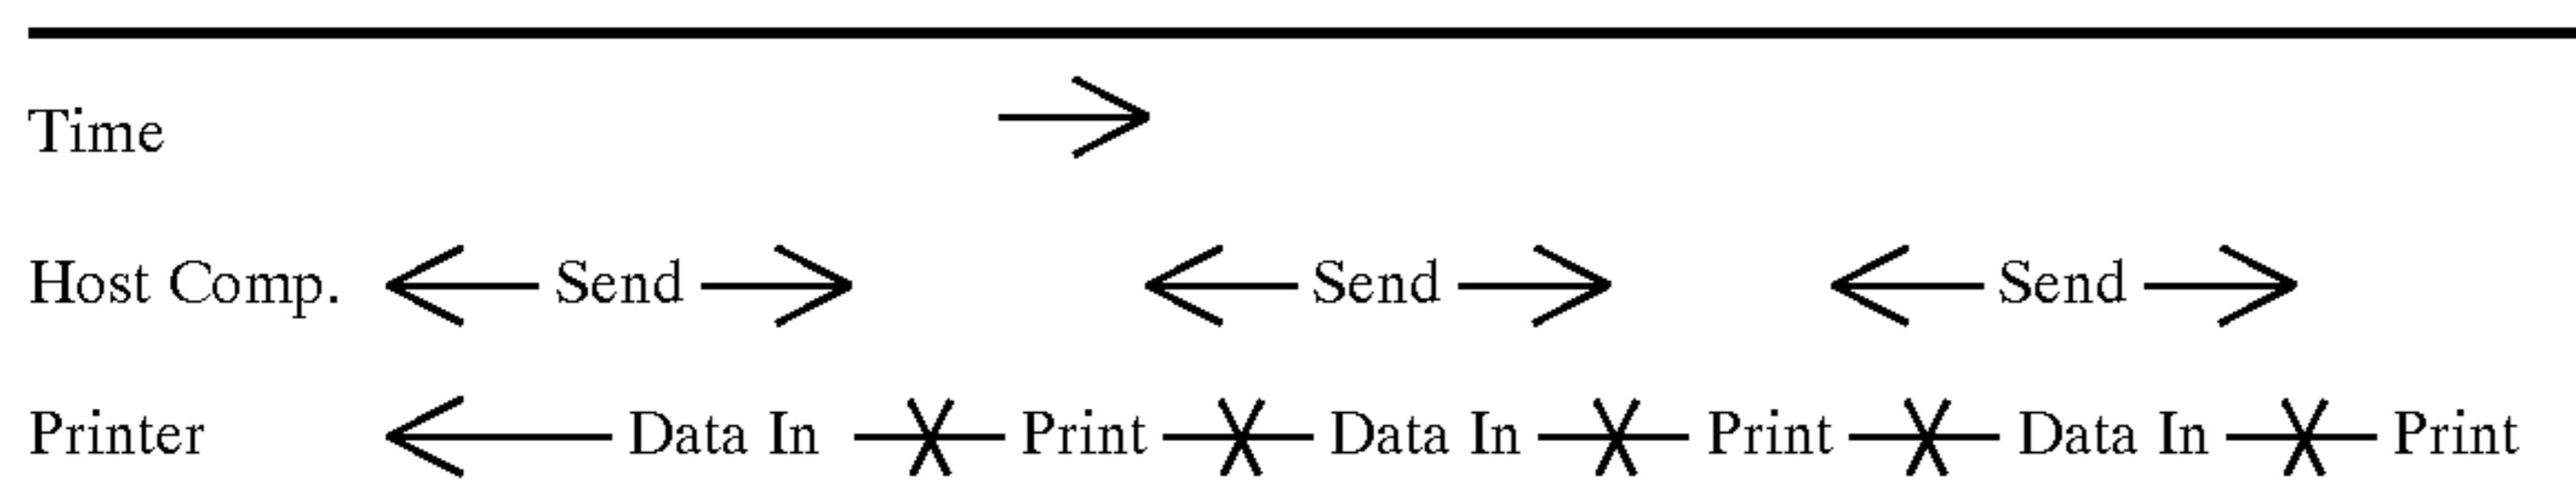 Time
Host Comp. Send Send Send
Printer Data In Print Data In Print Data In Print